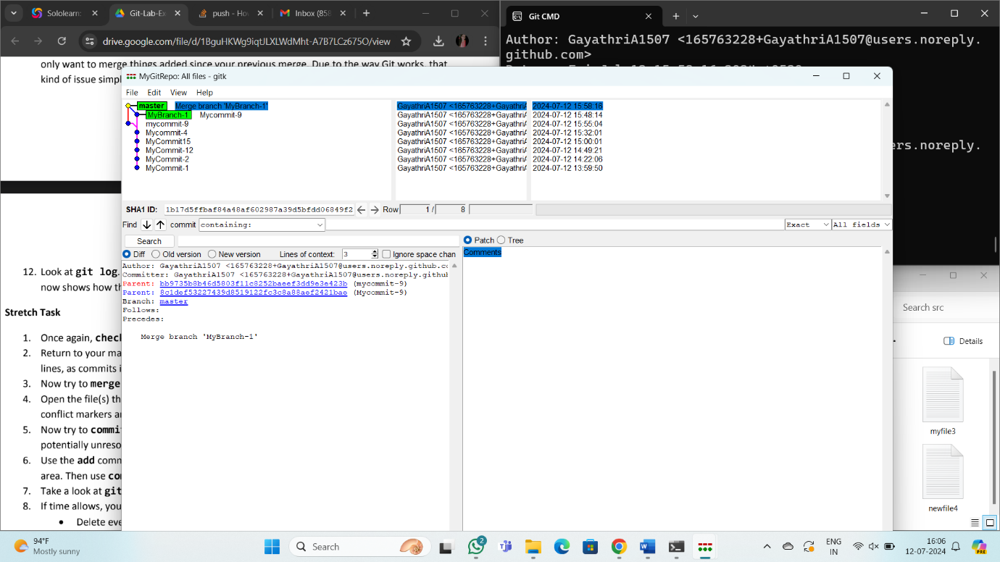 Sololearn:
Git-Lab-Ex
push - Hov
Inbox (858
drive.google.com/file/d/1BguHKWg9iqtJLXLWdMht-A7B7LCz675O/view
only want to merge things added since your previous merge. Due to the way Git works, that
kind of issue simpl
Git CMD
Author: GayathriA1507 <165763228+GayathriA1507@users.noreply.
github.com>
ers.noreply.
MyGitRepo: All files - gitk
File Edit View Help
master Merge branch 'MyBranch-1' GayathriA1507 <165763228+GayathriA 2024-07-12 15:58:16
MyBranch-1 Mycommit-9 GayathriA1507 <165763228+GayathriA 2024-07-12 15:48:14
mycommit-9 GayathriA1507 <165763228+GayathriA 2024-07-12 15:55:04
Mycommit-4 GayathriA1507 <165763228+GayathriA 2024-07-12 15:32:01
MyCommit15 GayathriA1507 <165763228+GayathriA 2024-07-12 15:00:01
MyCommit-12 GayathriA1507 <165763228+GayathriA 2024-07-12 14:49:21
MyCommit-2 GayathriA1507 <165763228+GayathriA 2024-07-12 14:22:06
MyCommit-1 GayathriA1507 <165763228+GayathriA 2024-07-12 13:59:50
SHA1 ID: 1b17d5ffbaf84a48af602987a39d5bfdd06849f2 Row 1 / 8
Find commit containing: Exact All fields
Search
Patch Tree
Diff Old version New version Lines of context: 3 Ignore space chan
Comments
Author: GayathriA1507 <165763228+GayathriA1507@users.noreply.github.co
Committer: GayathriA1507 <165763228+GayathriA1507@users.noreply.github
Parent: bb9735b8b46d5803f11c8252baeef3dd9e3e423b (mycommit-9)
Parent: 8c1def53227439d8519122fc3c8a88aef2421bae (Mycommit-9)
Branch: master
Follows:
Precedes:
Merge branch 'MyBranch-1'
12. Look at git log.
now shows how th
Stretch Task
1. Once again, check
2. Return to your ma
lines, as commits i
3. Now try to merge
4. Open the file(s) th
conflict markers ar
5. Now try to commit
potentially unreso
6. Use the add comm
area. Then use co
7. Take a look at git
8. If time allows, you
• Delete eve
Search src
Details
myfile3
newfile4
94°F
Mostly sunny
Search
2
ENG
IN
16:06
12-07-2024
PRE